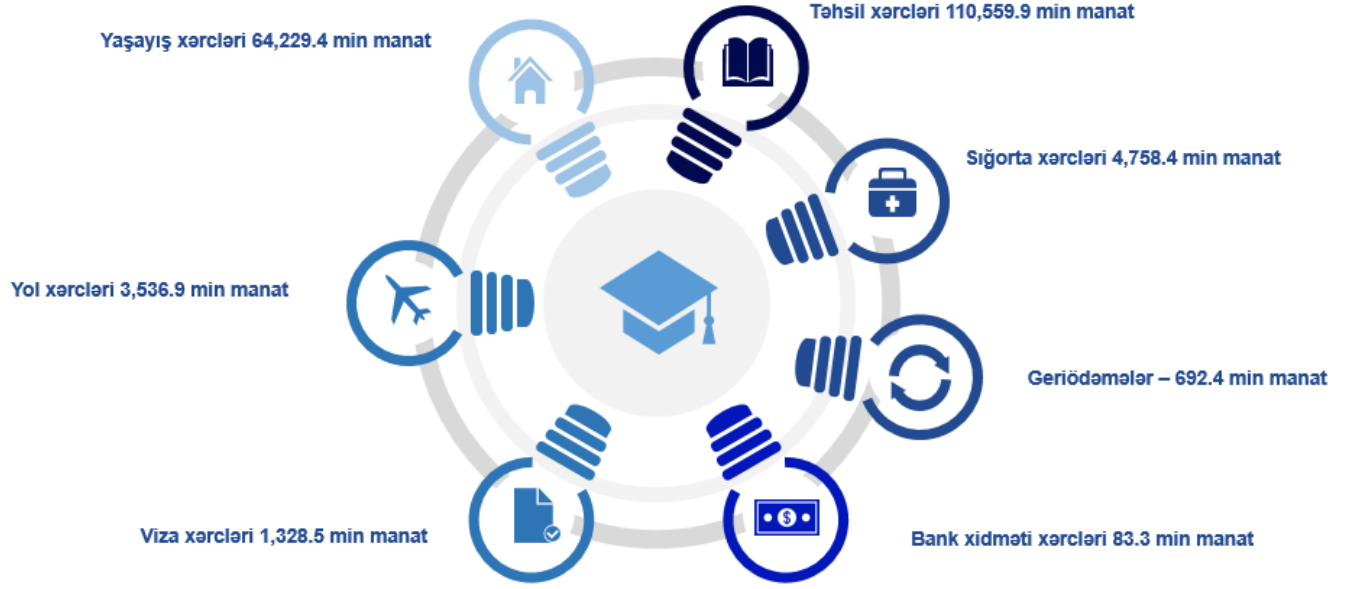 Təhsil xərcləri 110,559.9 min manat
Yaşayış xərcləri 64,229.4 min manat
Sığorta xərcləri 4,758.4 min manat
Yol xərcləri 3,536.9 min manat
Geriödəmələr – 692.4 min manat
Viza xərcləri 1,328.5 min manat
Bank xidməti xərcləri 83.3 min manat
$